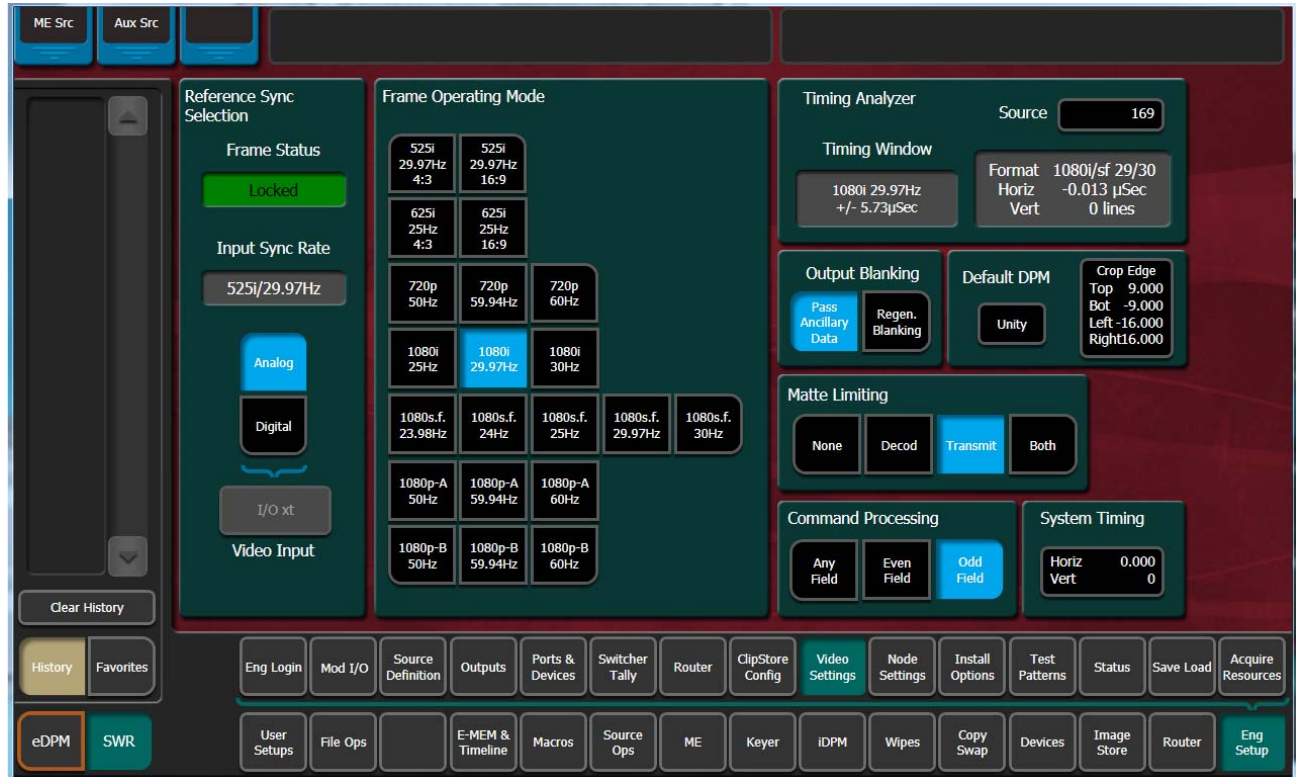 ME Src
Aux Src
Reference Sync
Selection
Frame Status
Locked
Input Sync Rate
525i/29.97Hz
Analog
Digital
I/O xt
Video Input
Frame Operating Mode
525i
29.97Hz
4:3
525i
29.97Hz
16:9
625i
25Hz
4:3
625i
25Hz
16:9
720p
50Hz
720p
59.94Hz
720p
60Hz
1080i
25Hz
1080i
29.97Hz
1080i
30Hz
1080s.f.
23.98Hz
1080s.f.
24Hz
1080s.f.
25Hz
1080s.f.
29.97Hz
1080s.f.
30Hz
1080p-A
50Hz
1080p-A
59.94Hz
1080p-A
60Hz
1080p-B
50Hz
1080p-B
59.94Hz
1080p-B
60Hz
Timing Analyzer
Source 169
Timing Window
1080i 29.97Hz
+/- 5.73µSec
Format 1080i/sf 29/30
Horiz -0.013 µSec
Vert 0 lines
Output Blanking
Pass
Ancillary
Data
Regen.
Blanking
Default DPM
Unity
Crop Edge
Top 9.000
Bot -9.000
Left -16.000
Right16.000
Matte Limiting
None
Decod
Transmit
Both
Command Processing
Any
Field
Even
Field
Odd
Field
System Timing
Horiz 0.000
Vert 0
Clear History
History
Favorites
Eng Login
Mod I/O
Source
Definition
Outputs
Ports &
Devices
Switcher
Tally
Router
ClipStore
Config
Video
Settings
Node
Settings
Install
Options
Test
Patterns
Status
Save Load
Acquire
Resources
eDPM
SWR
User
Setups
File Ops
E-MEM &
Timeline
Macros
Source
Ops
ME
Keyer
iDPM
Wipes
Copy
Swap
Devices
Image
Store
Router
Eng
Setup